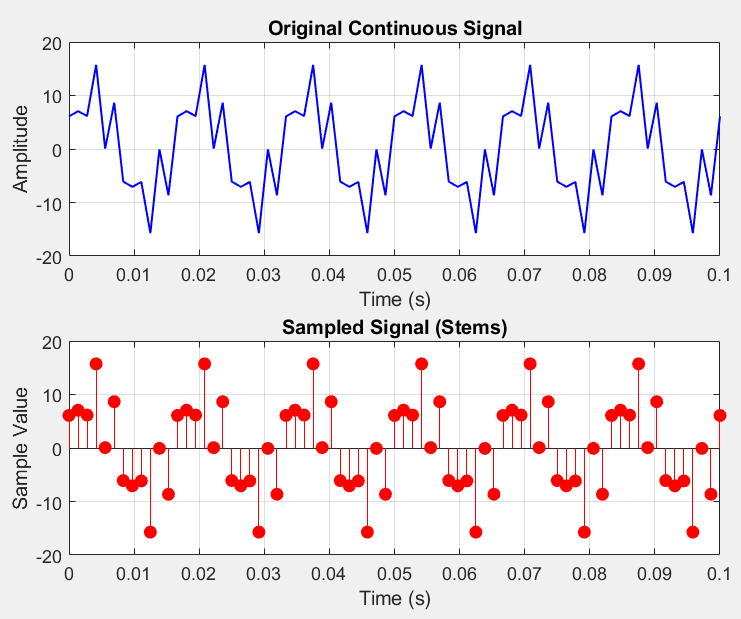 Original Continuous Signal
20
10
0
-10
-20
Amplitude
0 0.01 0.02 0.03 0.04 0.05 0.06 0.07 0.08 0.09 0.1
Time (s)
Sampled Signal (Stems)
20
10
0
-10
-20
Sample Value
0 0.01 0.02 0.03 0.04 0.05 0.06 0.07 0.08 0.09 0.1
Time (s)